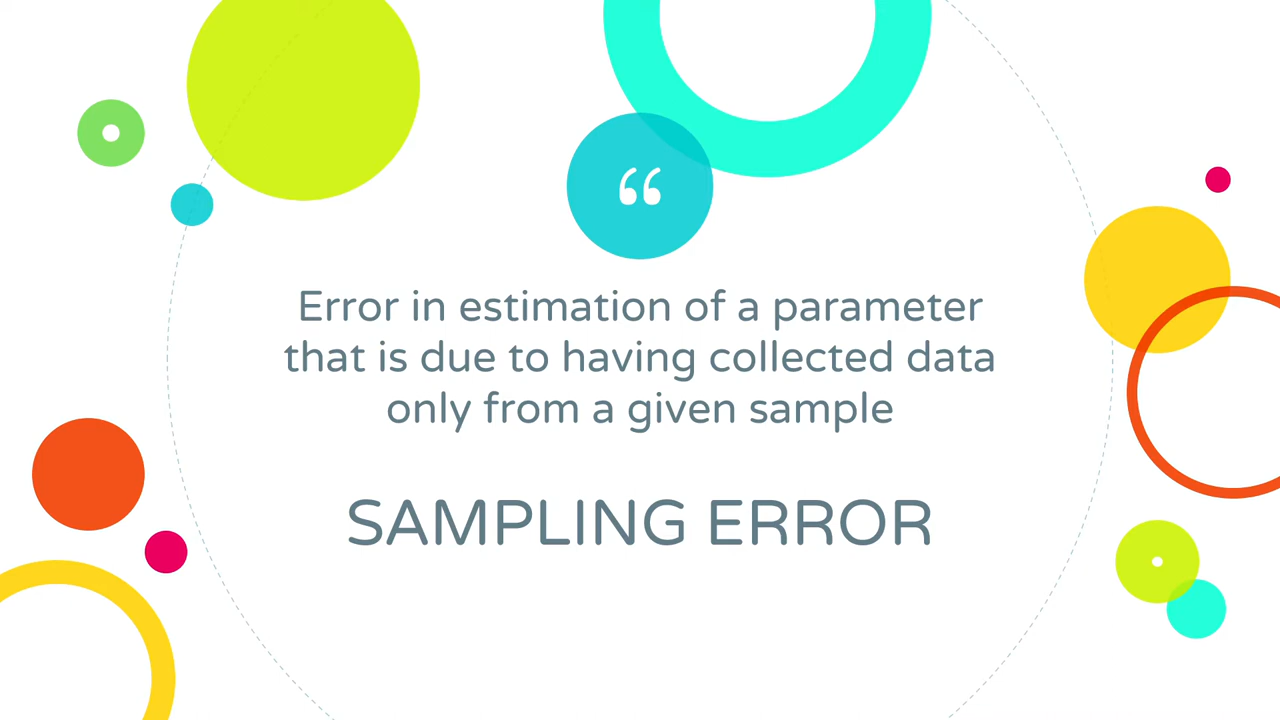 “
Error in estimation of a parameter
that is due to having collected data
only from a given sample
SAMPLING ERROR